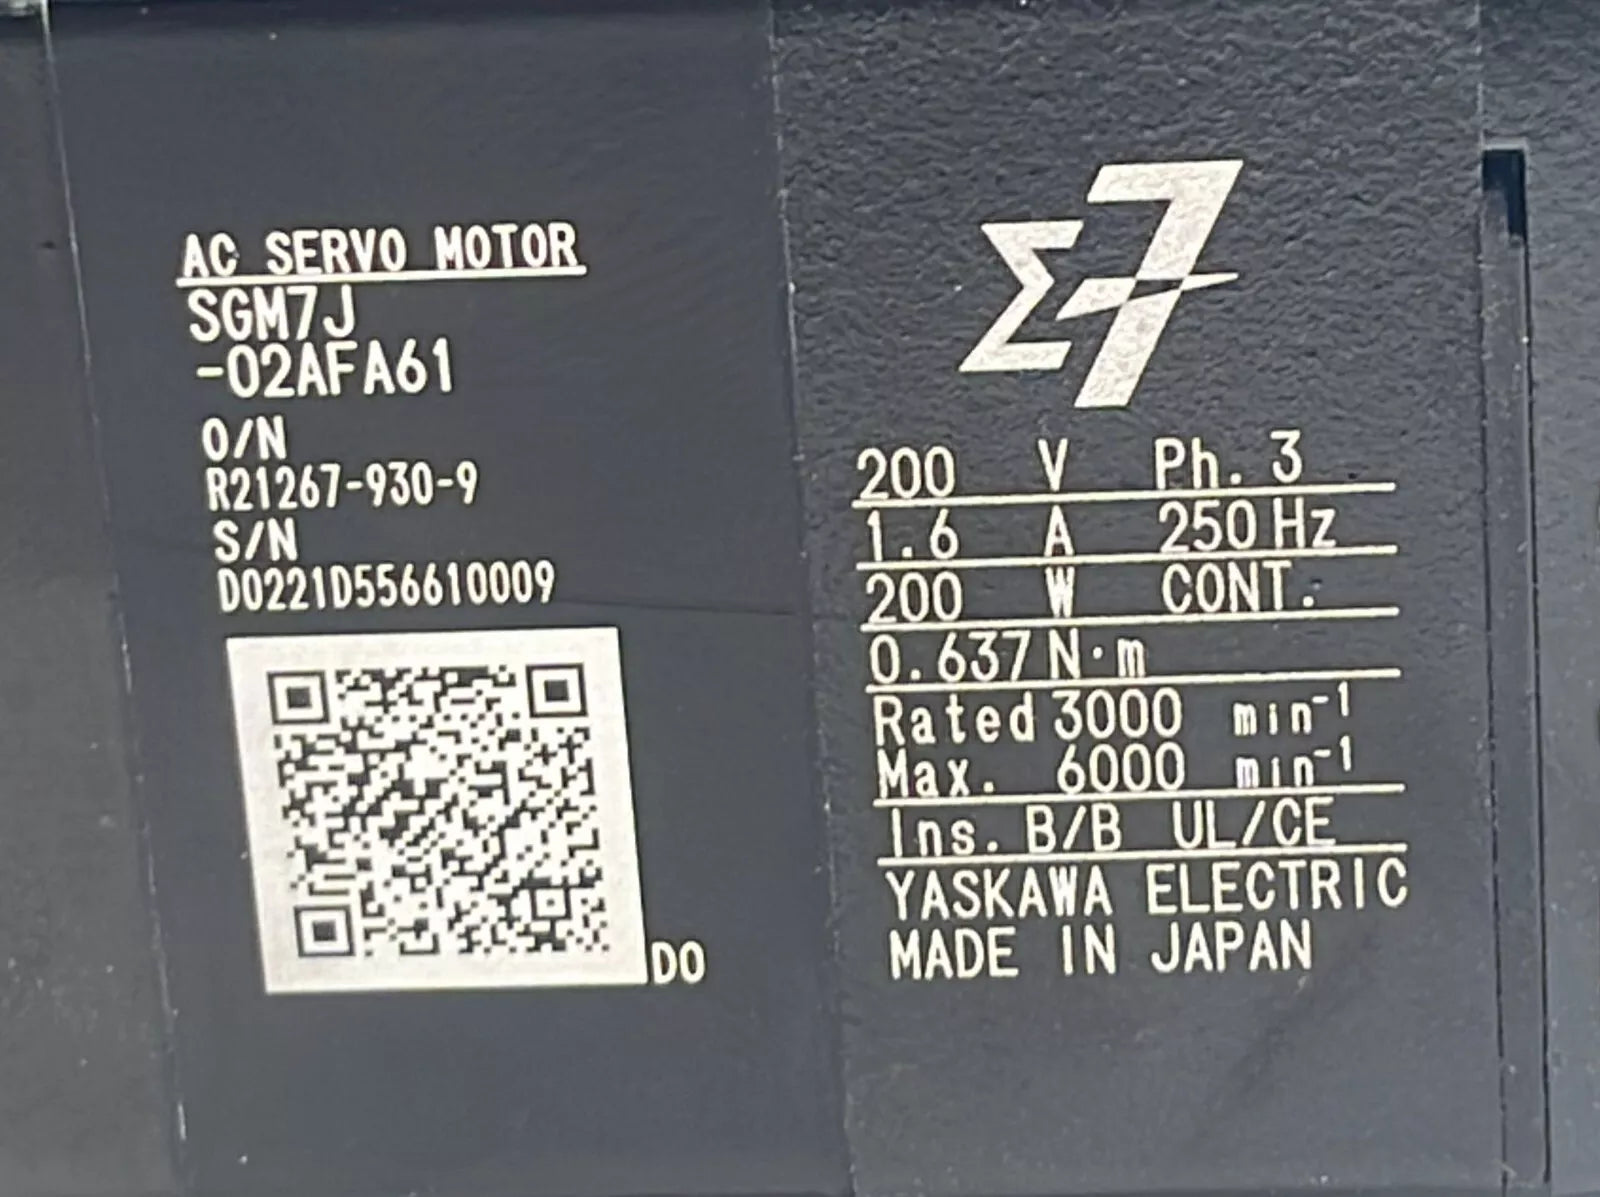 AC SERVO MOTOR
SGM7J
-02AFA61
O/N
R21267-930-9
S/N
D0221D556610009
D0
Σ7
200 V Ph. 3
1.6 A 250 Hz
200 W CONT.
0.637 N·m
Rated 3000 min⁻¹
Max. 6000 min⁻¹
Ins. B/B UL/CE
YASKAWA ELECTRIC
MADE IN JAPAN